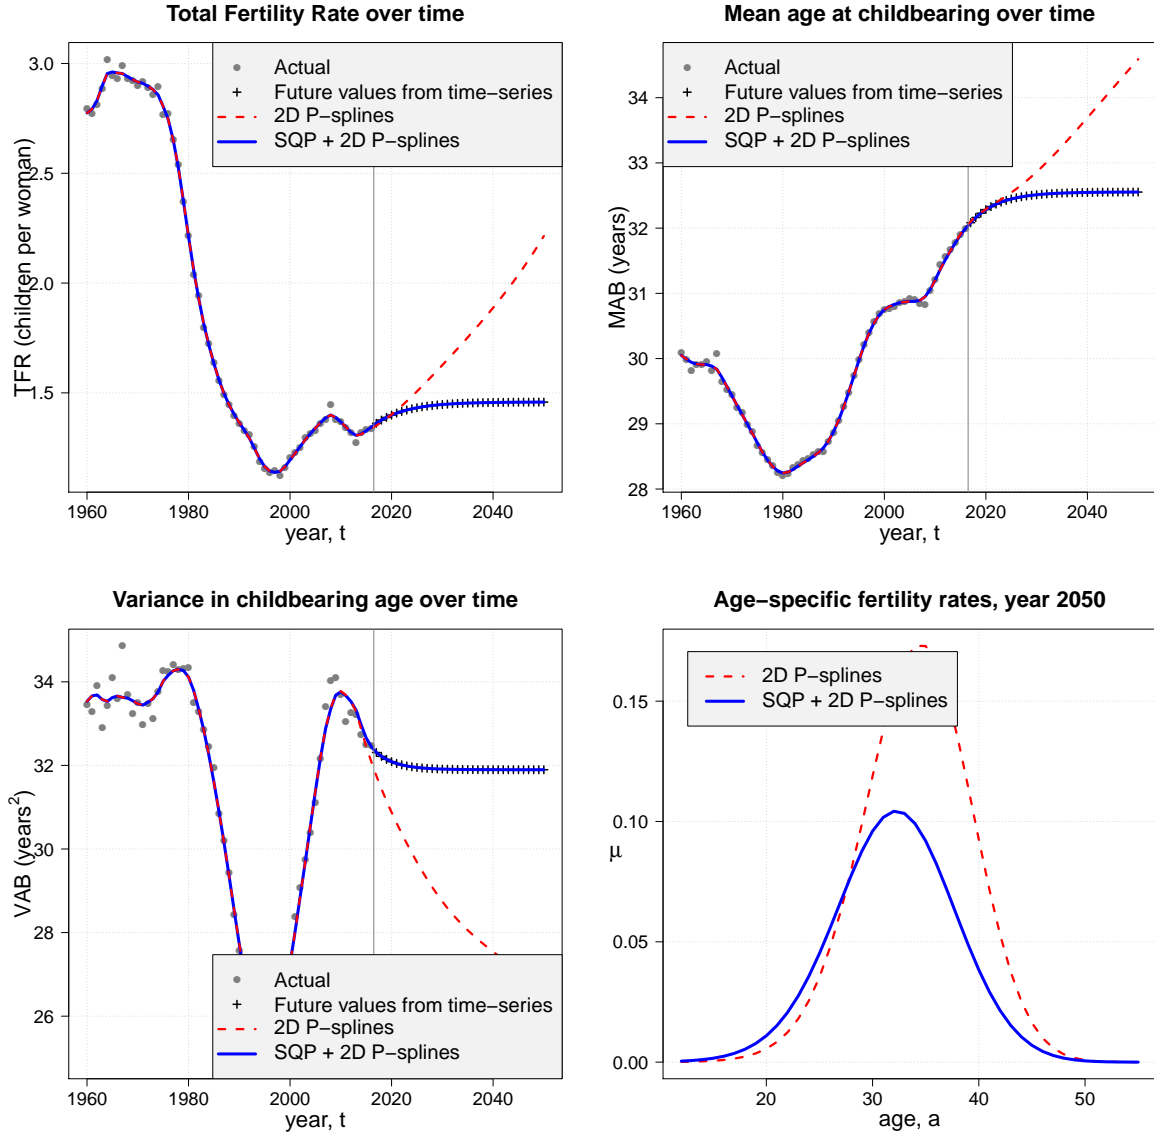 Total Fertility Rate over time
TFR (children per woman)
3.0
2.5
2.0
1.5
Actual
Future values from time−series
2D P−splines
SQP + 2D P−splines
1960 1980 2000 2020 2040
year, t
Mean age at childbearing over time
MAB (years)
34
33
32
31
30
29
28
Actual
Future values from time−series
2D P−splines
SQP + 2D P−splines
1960 1980 2000 2020 2040
year, t
Variance in childbearing age over time
VAB (years²)
34
32
30
28
26
Actual
Future values from time−series
2D P−splines
SQP + 2D P−splines
1960 1980 2000 2020 2040
year, t
Age−specific fertility rates, year 2050
μ
0.15
0.10
0.05
0.00
2D P−splines
SQP + 2D P−splines
20 30 40 50
age, a